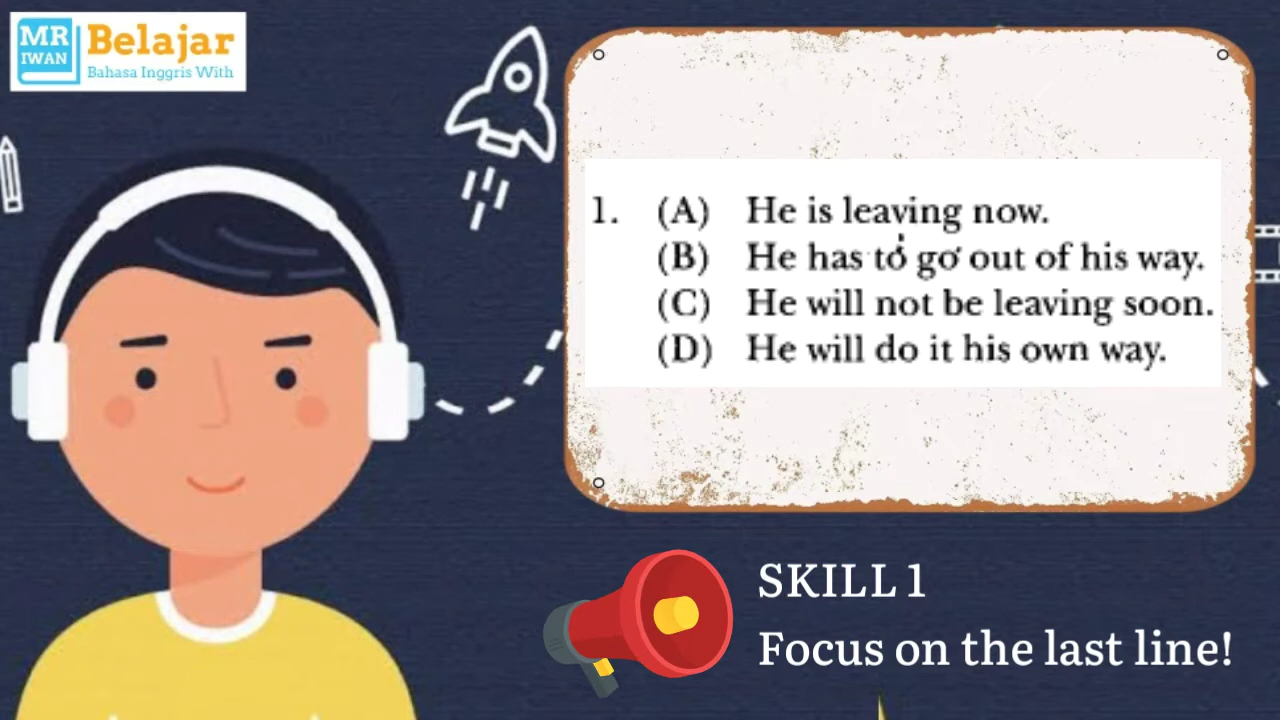 MR
IWAN
Belajar
Bahasa Inggris With
1. (A) He is leaving now.
(B) He has to go out of his way.
(C) He will not be leaving soon.
(D) He will do it his own way.
SKILL 1
Focus on the last line!